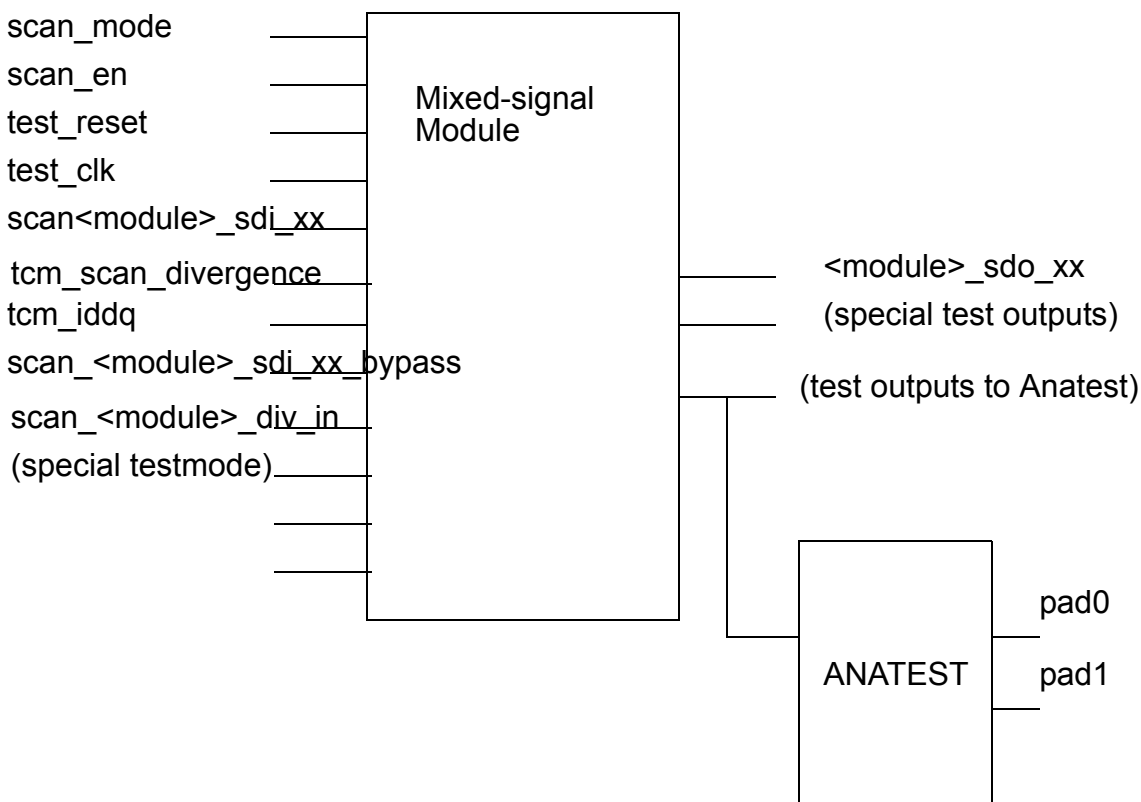 scan_mode
scan_en
test_reset
test_clk
scan<module>_sdi_xx
tcm_scan_divergence
tcm_iddq
scan_<module>_sdi_xx_bypass
scan_<module>_div_in
(special testmode)
Mixed-signal
Module
<module>_sdo_xx
(special test outputs)
(test outputs to Anatest)
ANATEST
pad0
pad1